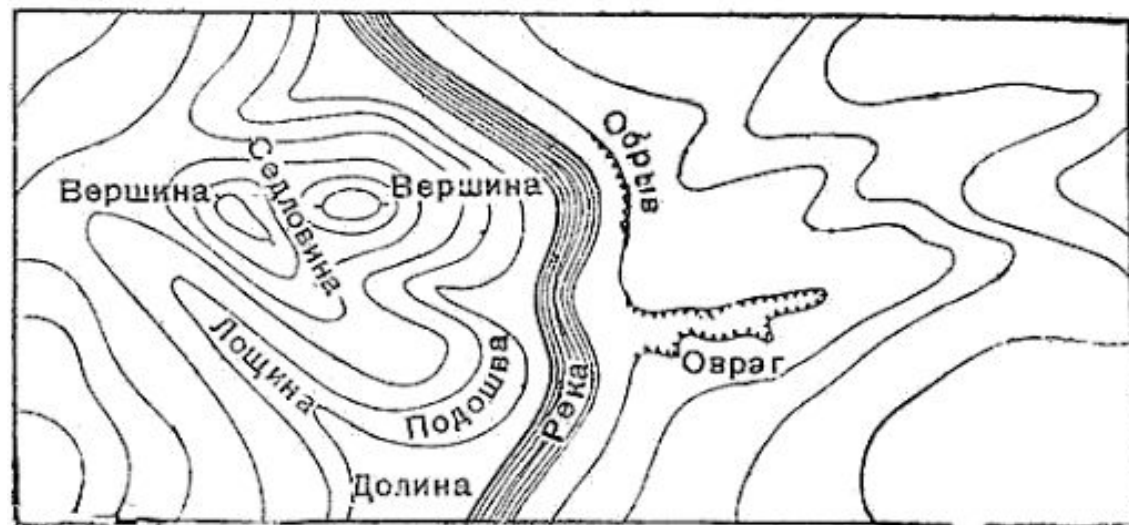 Обрыв
Седловина
Вершина
Вершина
Лощина
Подошва
Овраг
Река
Долина